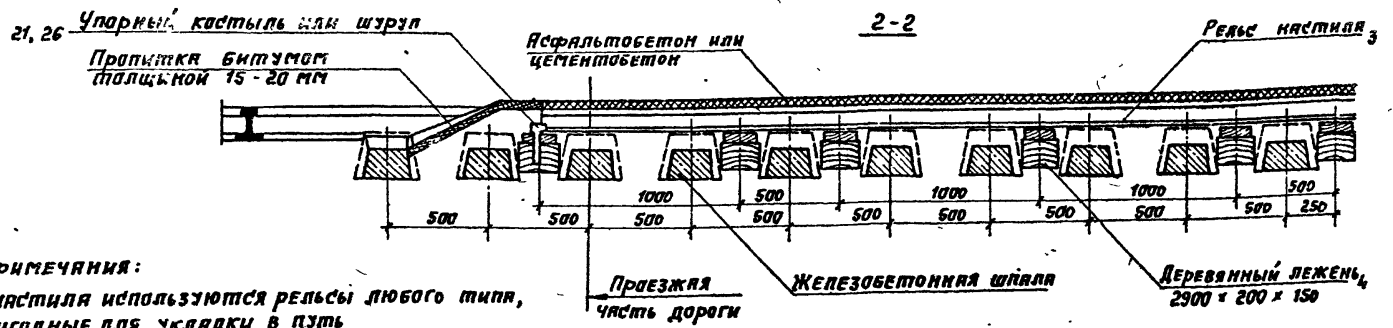 2-2
21, 26 Упорный костыль или шуруп
Пропитка битумом
толщиной 15-20 мм
Асфальтобетон или
цементобетон
Рельс настила 3
1000 500 1000 1000 500
500 500 500 500 500 500 500 500 500 250
Проезжая
часть дороги
Железобетонная шпала
Деревянный лежень 4
2900 × 200 × 150
РИМЕЧАНИЯ:
НАСТИЛА ИСПОЛЬЗУЮТСЯ РЕЛЬСЫ ЛЮБОГО ТИПА,
ИГОДНЫЕ ДЛЯ УКЛАДКИ В ПУТЬ